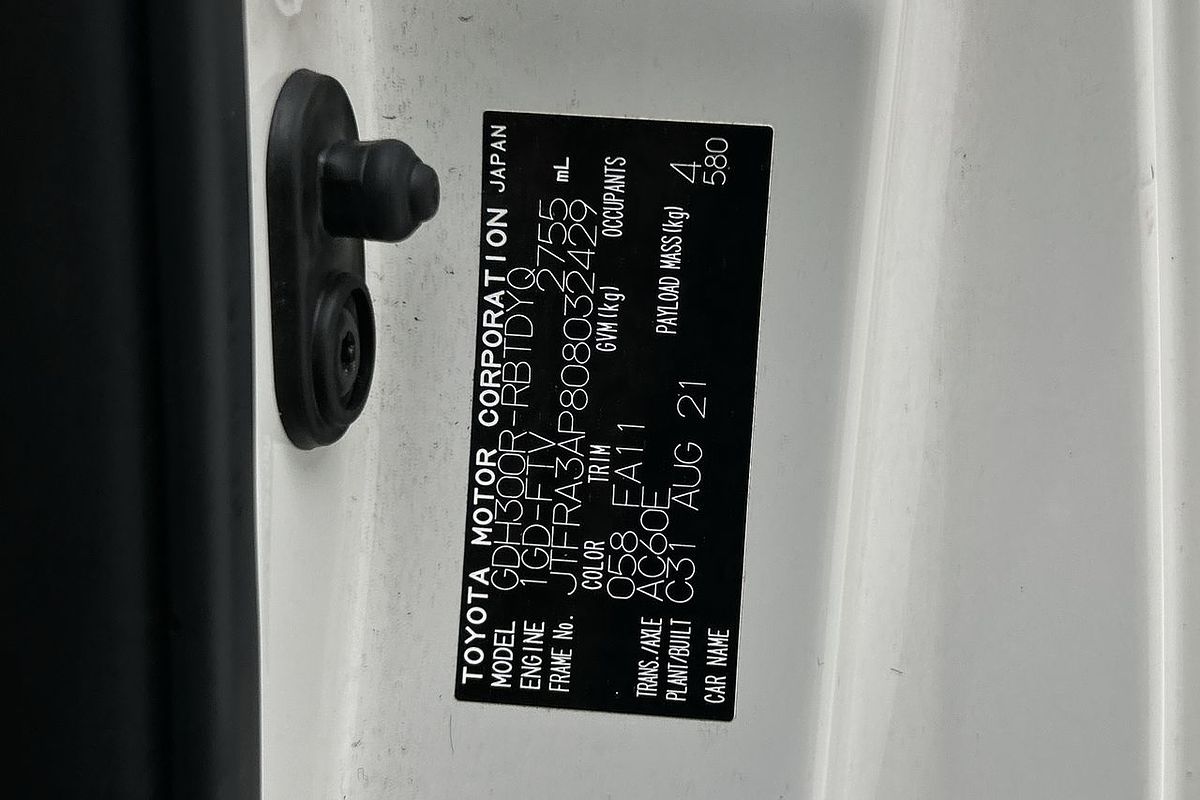 TOYOTA MOTOR CORPORATION JAPAN
MODEL GDH300R-RBTDYQ
ENGINE 1GD-FTV 2755 mL
FRAME No. JTFRA3AP808032429
COLOR TRIM GVM(kg) OCCUPANTS
058 FA11
TRANS./AXLE AC60E PAYLOAD MASS(kg) 4
PLANT/BUILT C31 AUG 21 580
CAR NAME